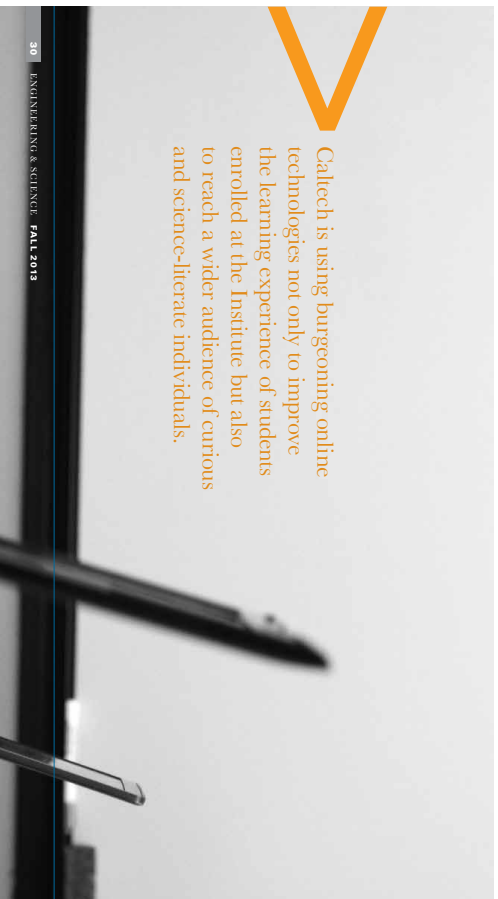 Caltech is using burgeoning online
technologies not only to improve
the learning experience of students
enrolled at the Institute but also
to reach a wider audience of curious
and science-literate individuals.
30 ENGINEERING & SCIENCE FALL 2013